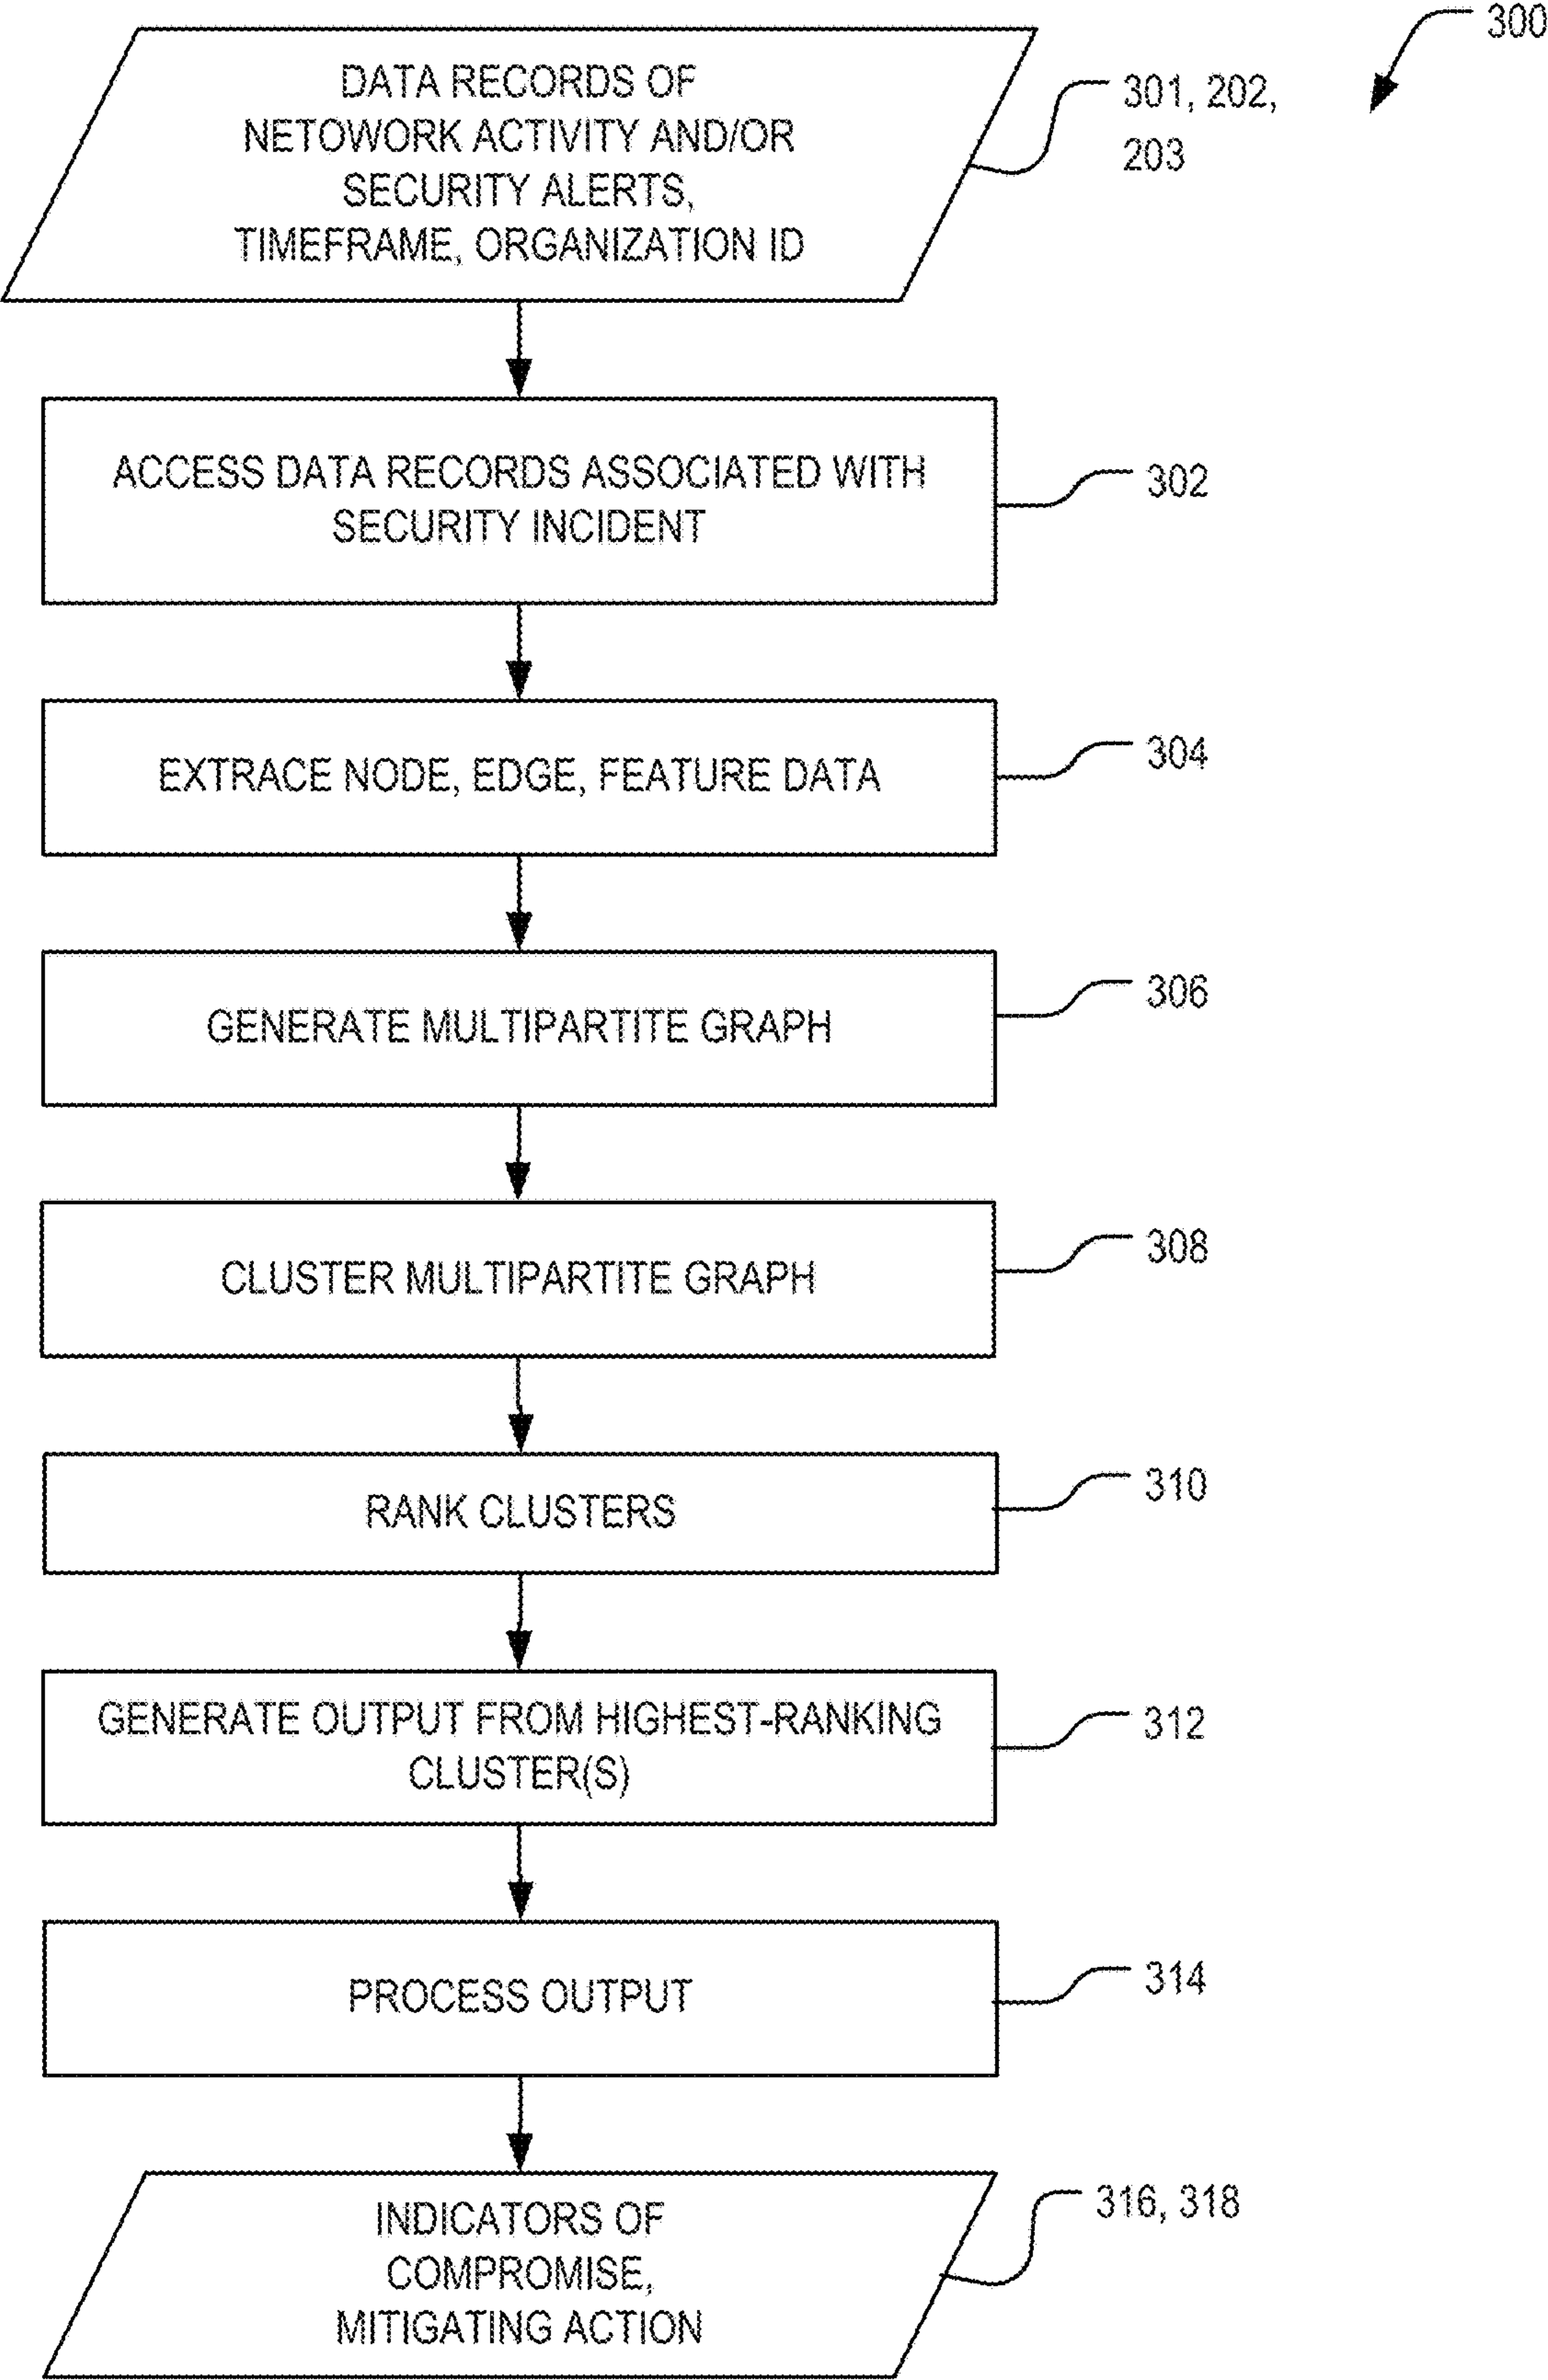 300
DATA RECORDS OF
NETOWORK ACTIVITY AND/OR
SECURITY ALERTS,
TIMEFRAME, ORGANIZATION ID
301, 202,
203
ACCESS DATA RECORDS ASSOCIATED WITH
SECURITY INCIDENT
302
EXTRACE NODE, EDGE, FEATURE DATA
304
GENERATE MULTIPARTITE GRAPH
306
CLUSTER MULTIPARTITE GRAPH
308
RANK CLUSTERS
310
GENERATE OUTPUT FROM HIGHEST-RANKING
CLUSTER(S)
312
PROCESS OUTPUT
314
INDICATORS OF
COMPROMISE,
MITIGATING ACTION
316, 318